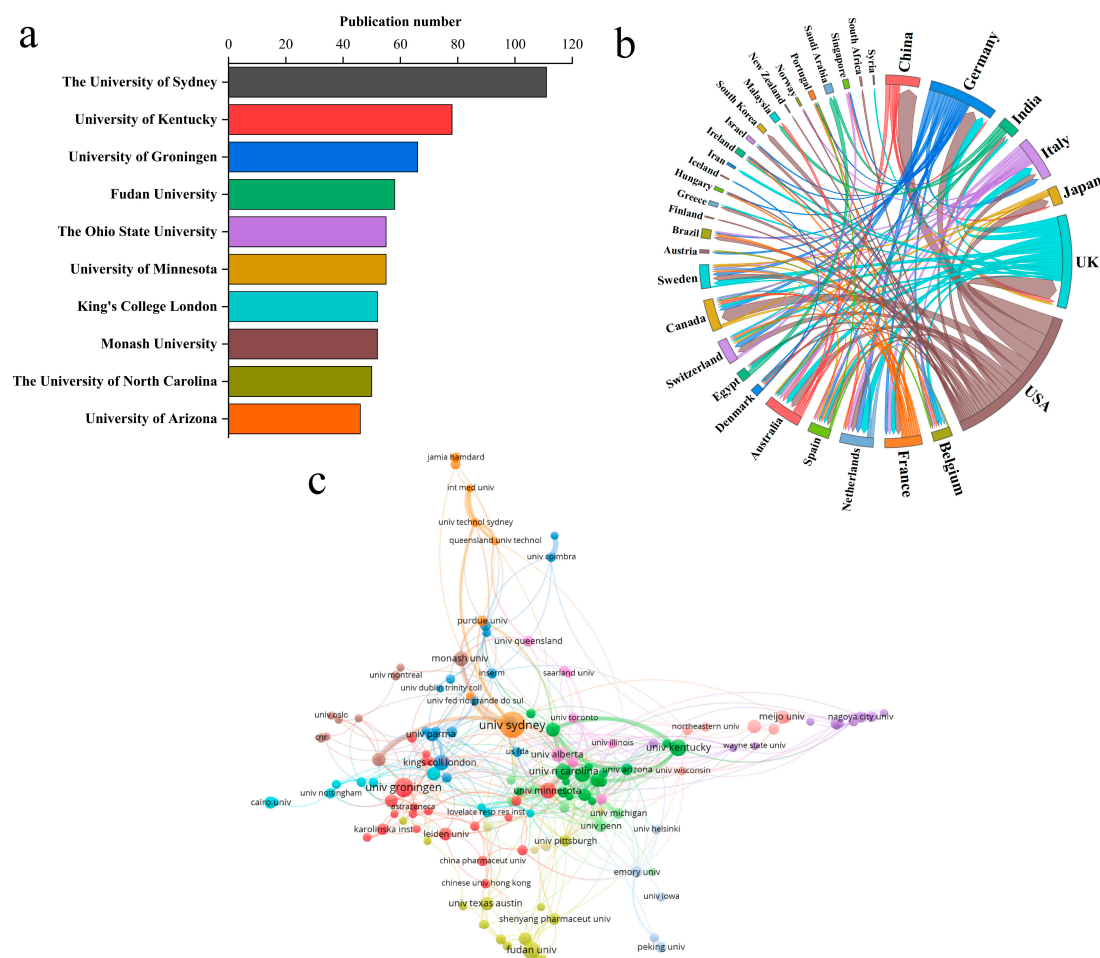 a
Publication number
0 20 40 60 80 100 120
The University of Sydney
University of Kentucky
University of Groningen
Fudan University
The Ohio State University
University of Minnesota
King's College London
Monash University
The University of North Carolina
University of Arizona
b
China
Germany
India
Italy
Japan
UK
USA
Belgium
France
Netherlands
Spain
Australia
Denmark
Egypt
Switzerland
Canada
Sweden
Austria
Brazil
Finland
Greece
Hungary
Iceland
Iran
Ireland
Israel
South Korea
Malaysia
New Zealand
Norway
Portugal
Saudi Arabia
Singapore
South Africa
Syria
c
jamia hamdard
int med univ
univ technol sydney
queensland univ technol
univ coimbra
purdue univ
univ queensland
monash univ
univ montreal
inserm
saarland univ
univ dublin trinity coll
univ fed rio grande do sul
univ oslo
univ sydney
univ toronto
northeastern univ
meijo univ
nagoya city univ
cnr
univ parma
us fda
univ illinois
univ kentucky
wayne state univ
kings coll london
univ alberta
univ n carolina
univ arizona
univ wisconsin
univ groningen
univ nottingham
univ minnesota
cairo univ
astrazeneca
lovelace resp res inst
univ michigan
karolinska inst
leiden univ
univ penn
univ helsinki
univ pittsburgh
china pharmaceut univ
emory univ
chinese univ hong kong
univ iowa
univ texas austin
shenyang pharmaceut univ
fudan univ
peking univ